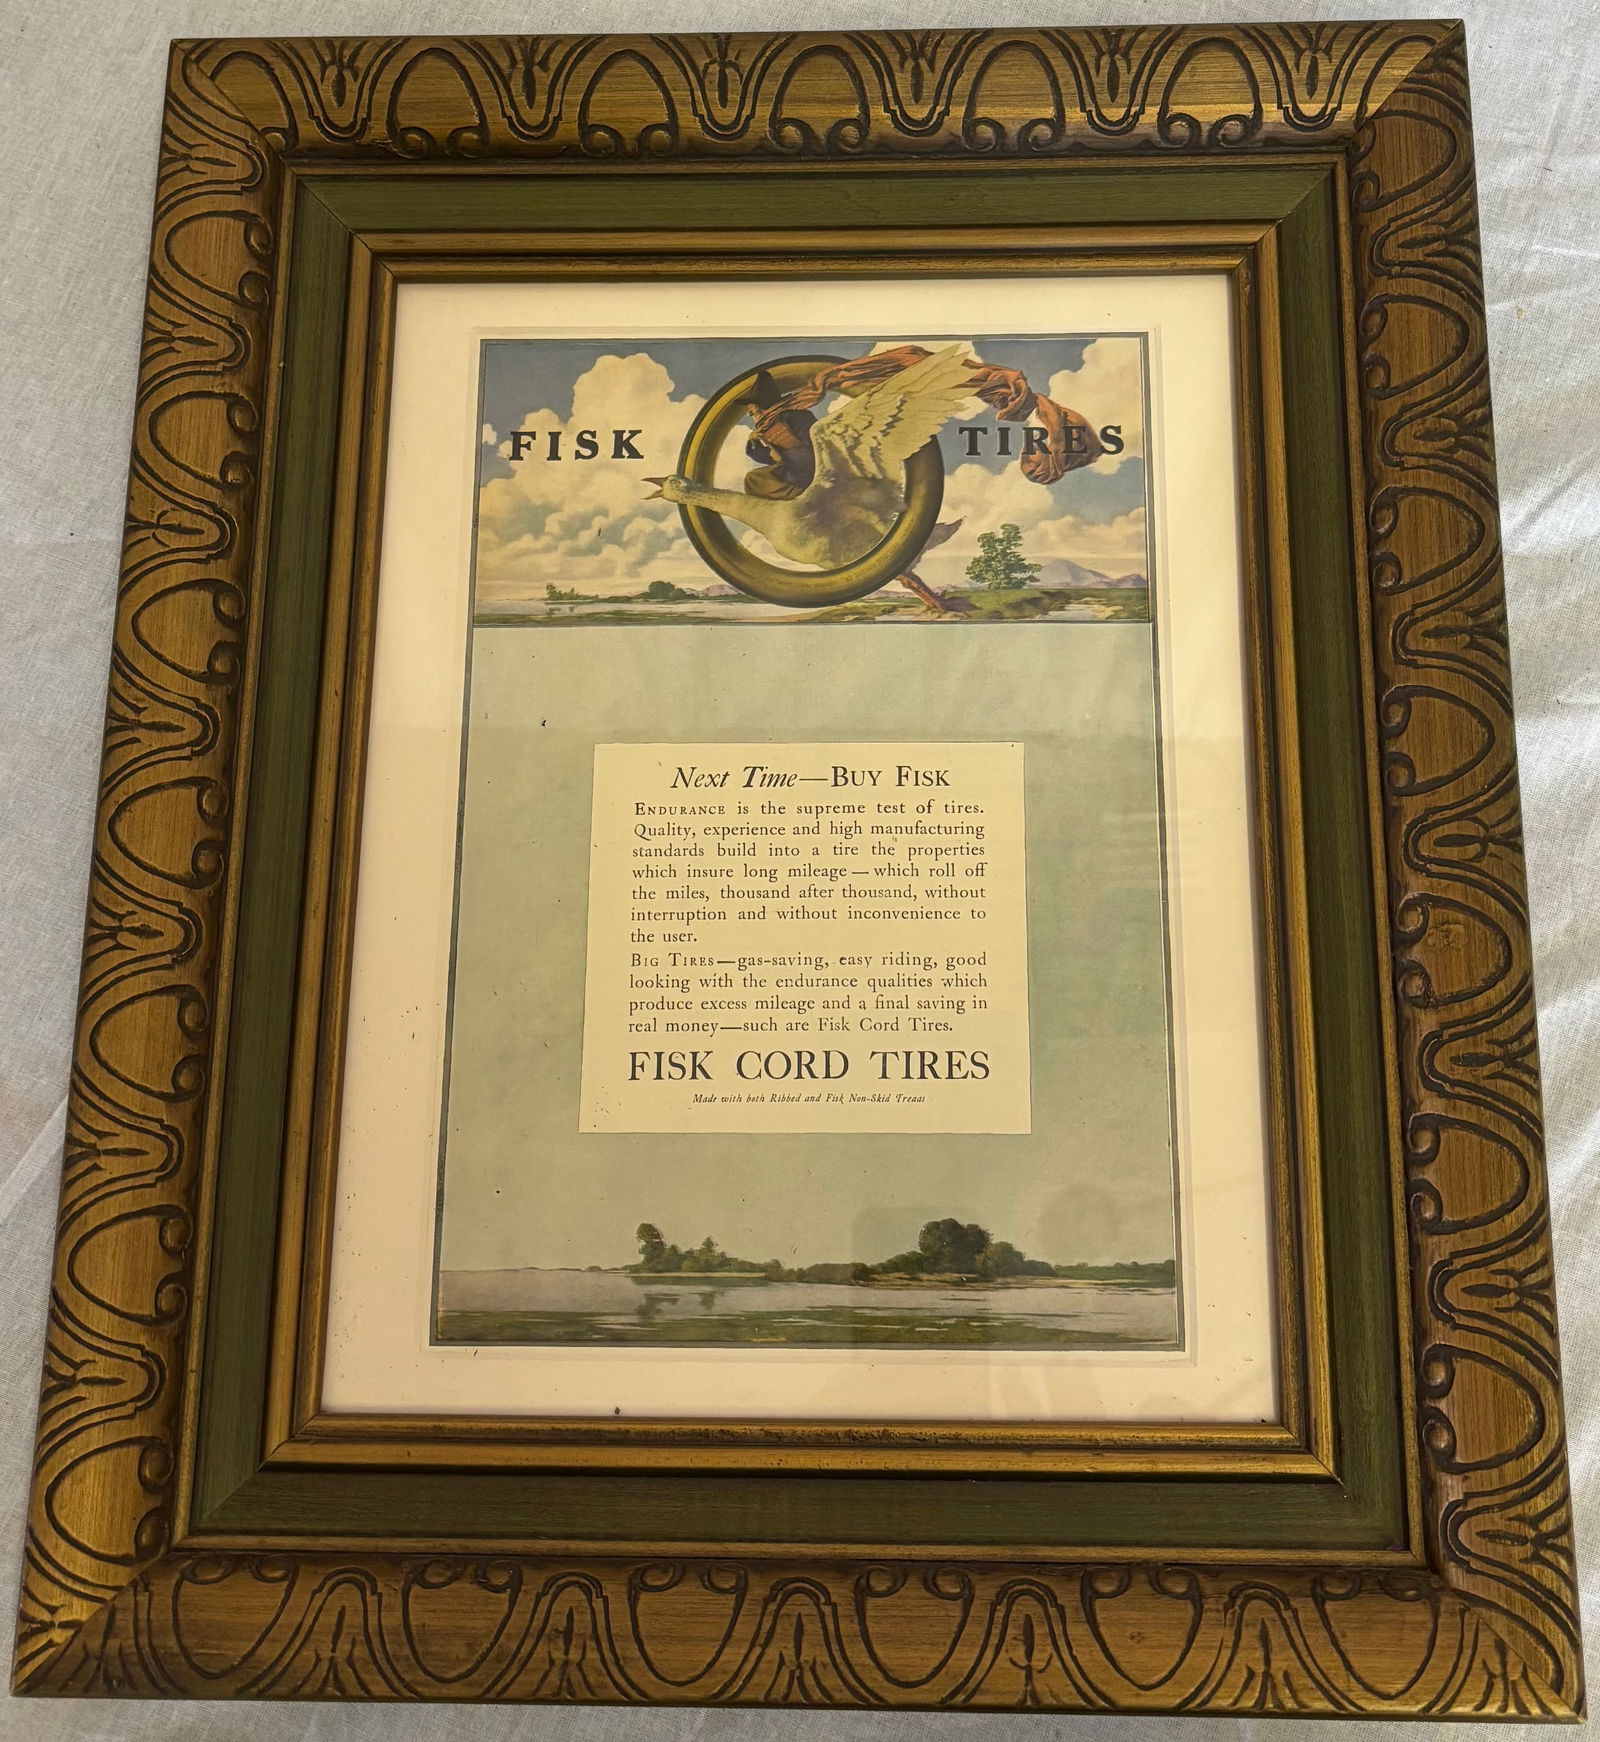 FISK TIRES
Next Time—BUY FISK
ENDURANCE is the supreme test of tires.
Quality, experience and high manufacturing
standards build into a tire the properties
which insure long mileage — which roll off
the miles, thousand after thousand, without
interruption and without inconvenience to
the user.
BIG TIRES—gas-saving, easy riding, good
looking with the endurance qualities which
produce excess mileage and a final saving in
real money—such are Fisk Cord Tires.
FISK CORD TIRES
Made with both Ribbed and Fisk Non-Skid Treads